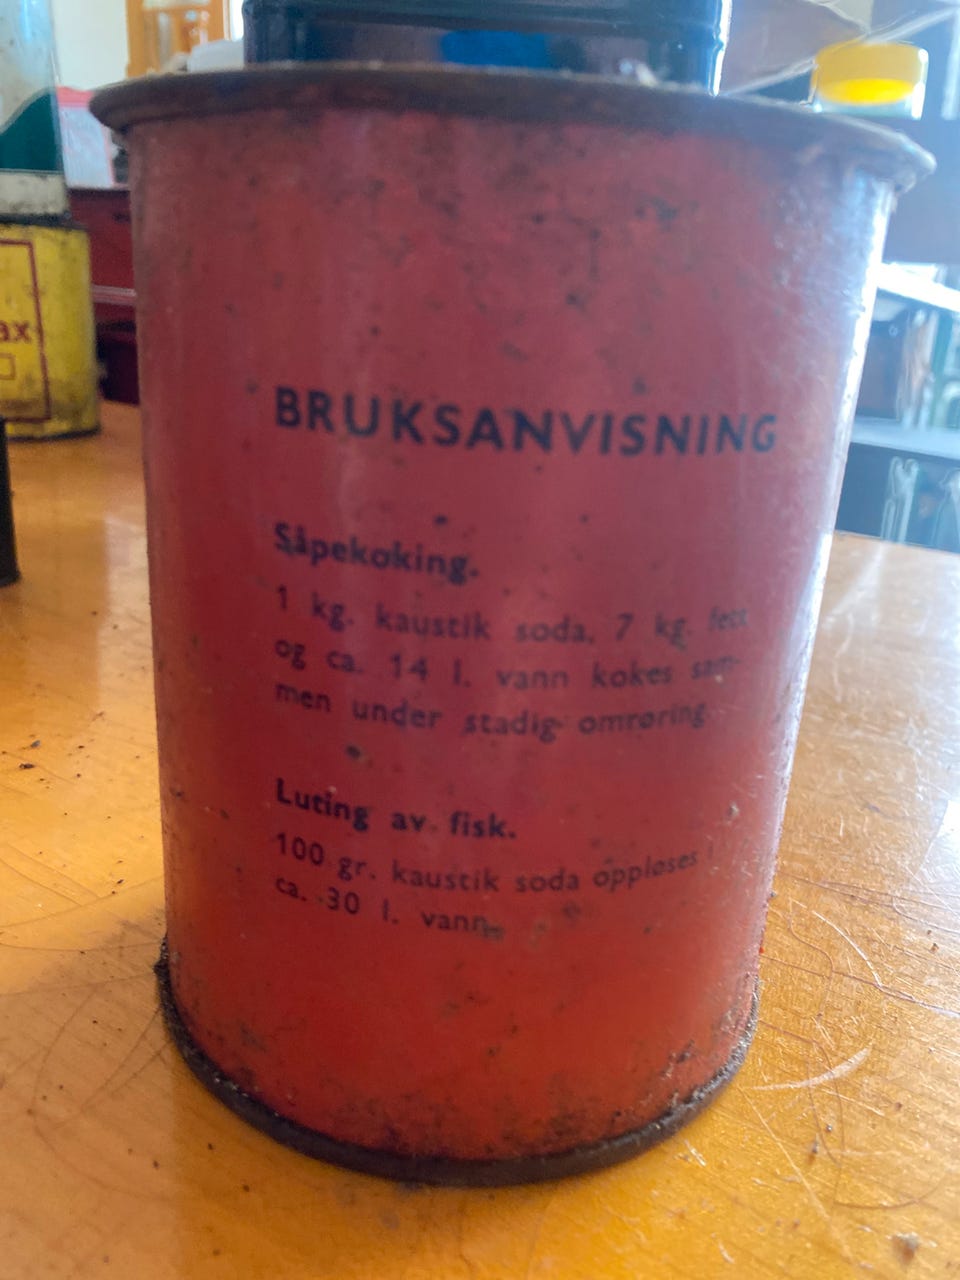 BRUKSANVISNING
Såpekoking.
1 kg. kaustik soda, 7 kg. fett
og ca. 14 l. vann kokes sam-
men under stadig omrøring.
Luting av fisk.
100 gr. kaustik soda oppløses i
ca. 30 l. vann.
ax